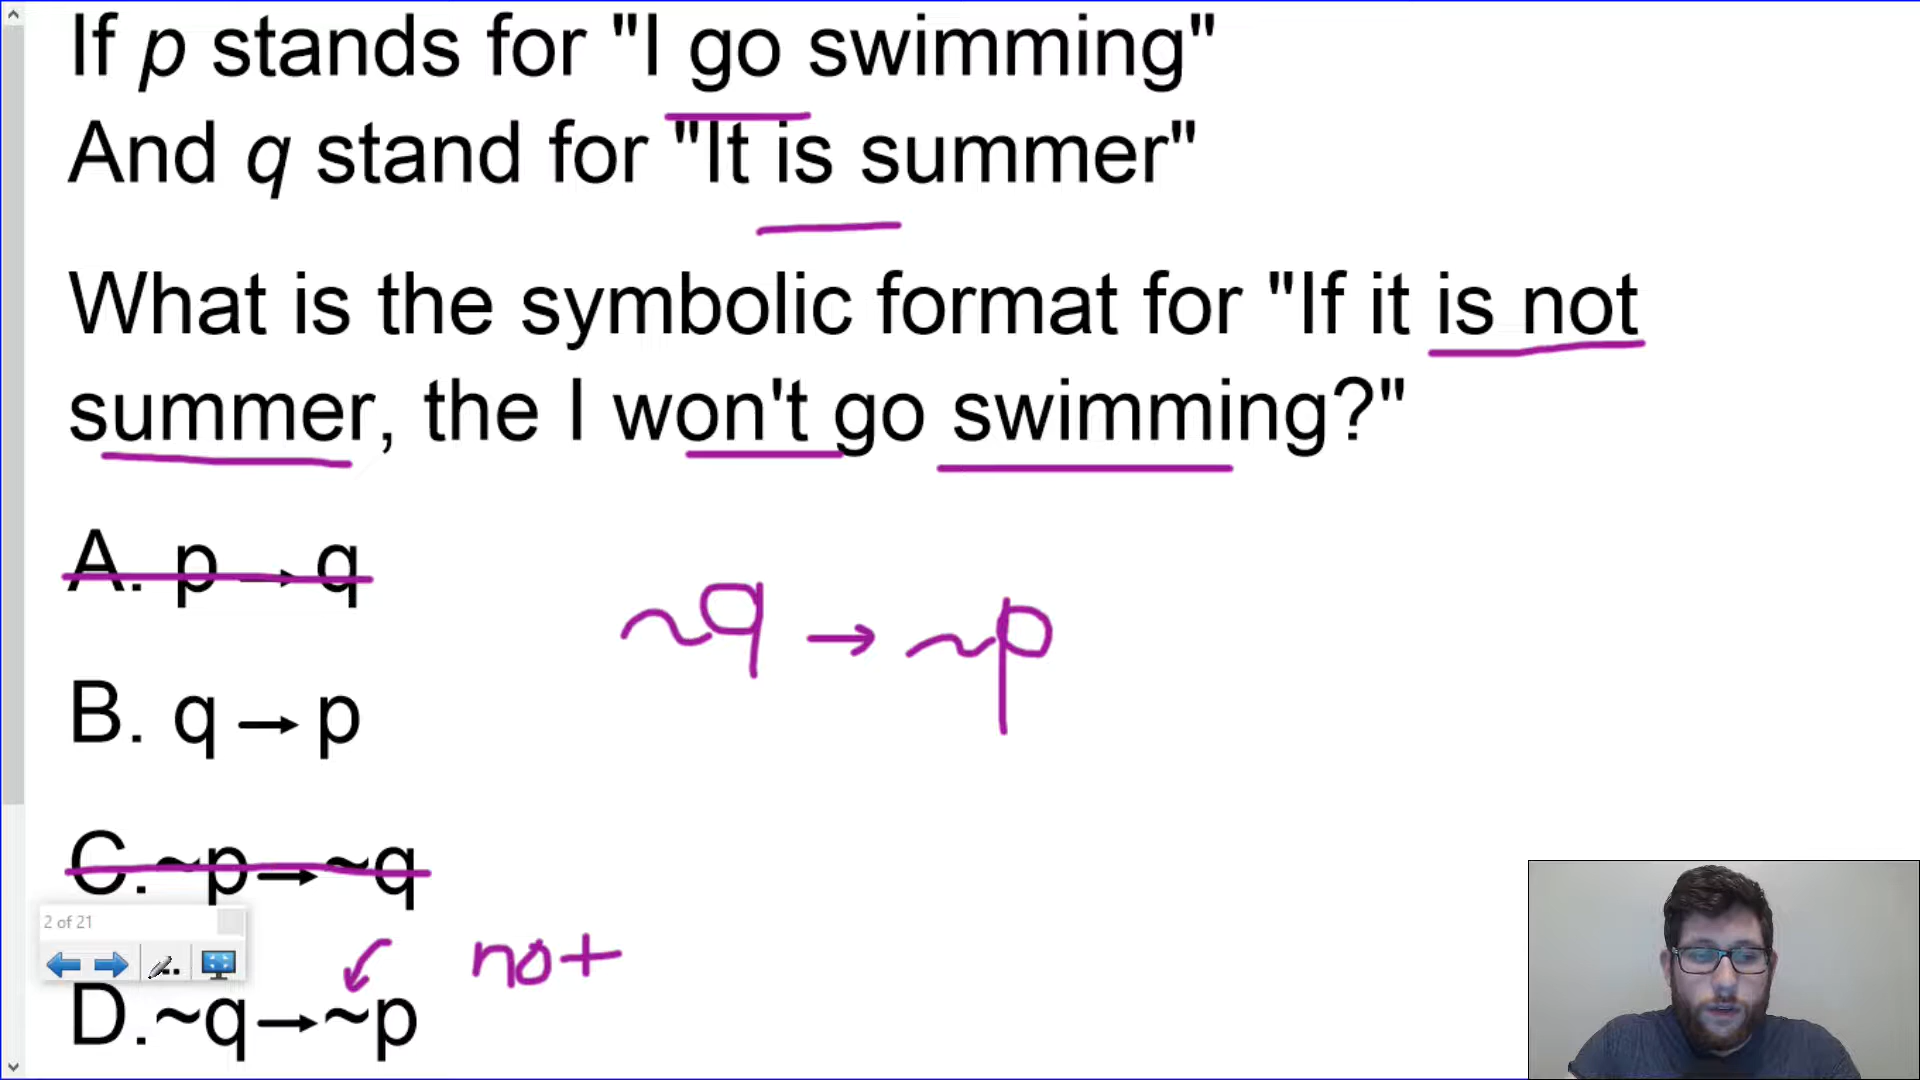 If p stands for "I go swimming"
And q stand for "It is summer"
What is the symbolic format for "If it is not
summer, the I won't go swimming?"
A. p → q
~q → ~p
B. q → p
C. ~p → ~q
2 of 21
not
D. ~q → ~p